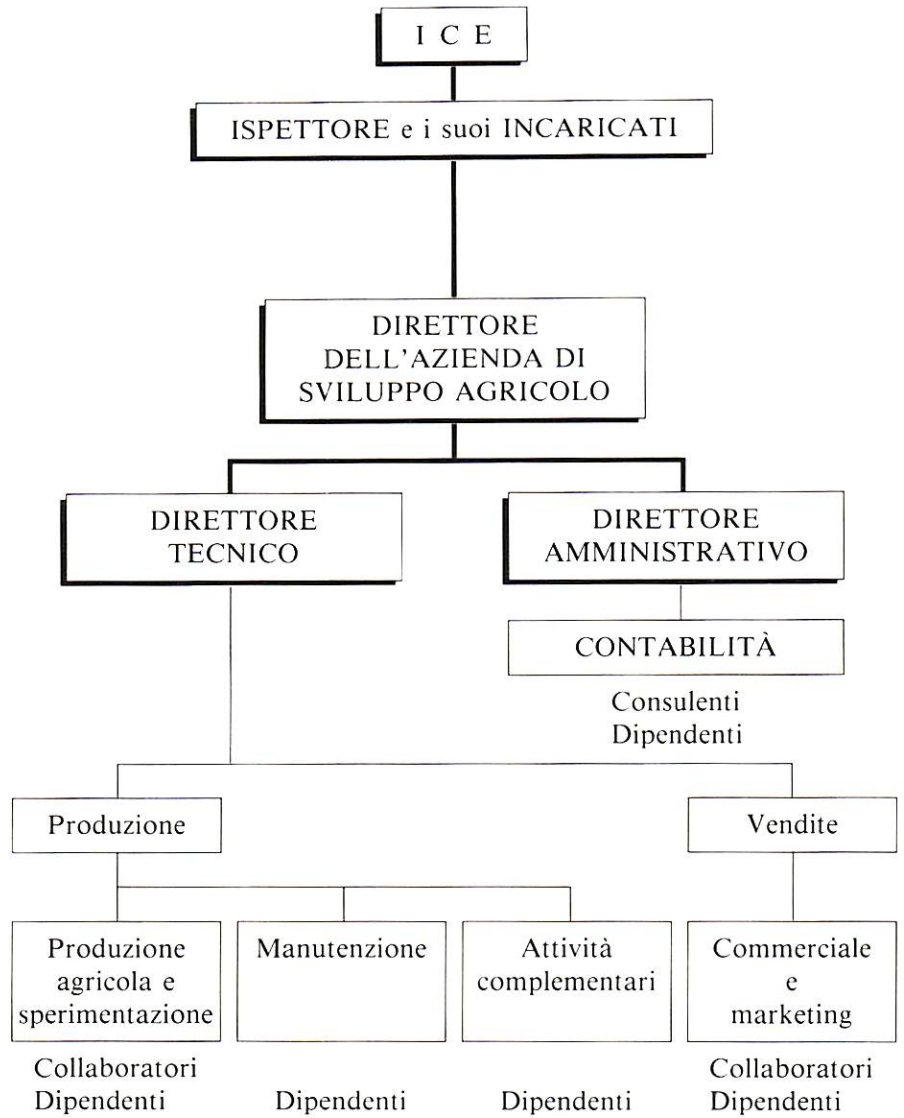 I C E
ISPETTORE e i suoi INCARICATI
DIRETTORE
DELL'AZIENDA DI
SVILUPPO AGRICOLO
DIRETTORE
TECNICO
DIRETTORE
AMMINISTRATIVO
CONTABILITÀ
Consulenti
Dipendenti
Produzione
Vendite
Produzione
agricola e
sperimentazione
Collaboratori
Dipendenti
Manutenzione
Dipendenti
Attività
complementari
Dipendenti
Commerciale
e
marketing
Collaboratori
Dipendenti